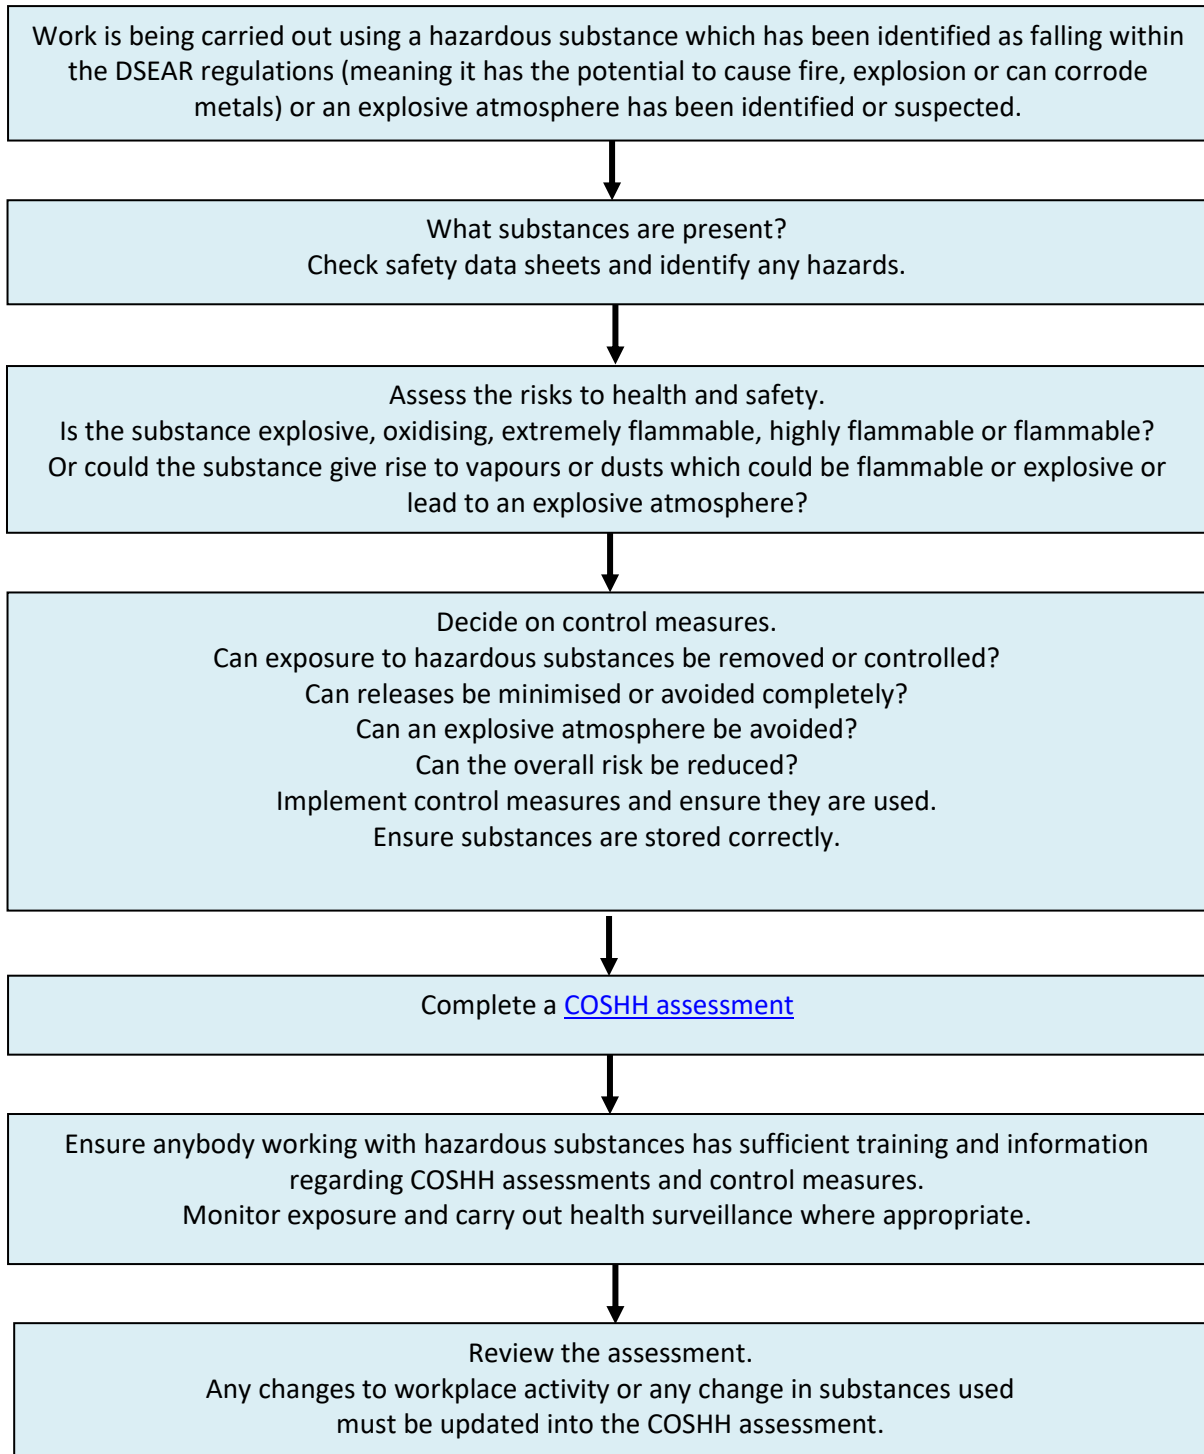 Work is being carried out using a hazardous substance which has been identified as falling within
the DSEAR regulations (meaning it has the potential to cause fire, explosion or can corrode
metals) or an explosive atmosphere has been identified or suspected.
What substances are present?
Check safety data sheets and identify any hazards.
Assess the risks to health and safety.
Is the substance explosive, oxidising, extremely flammable, highly flammable or flammable?
Or could the substance give rise to vapours or dusts which could be flammable or explosive or
lead to an explosive atmosphere?
Decide on control measures.
Can exposure to hazardous substances be removed or controlled?
Can releases be minimised or avoided completely?
Can an explosive atmosphere be avoided?
Can the overall risk be reduced?
Implement control measures and ensure they are used.
Ensure substances are stored correctly.
Complete a COSHH assessment
Ensure anybody working with hazardous substances has sufficient training and information
regarding COSHH assessments and control measures.
Monitor exposure and carry out health surveillance where appropriate.
Review the assessment.
Any changes to workplace activity or any change in substances used
must be updated into the COSHH assessment.